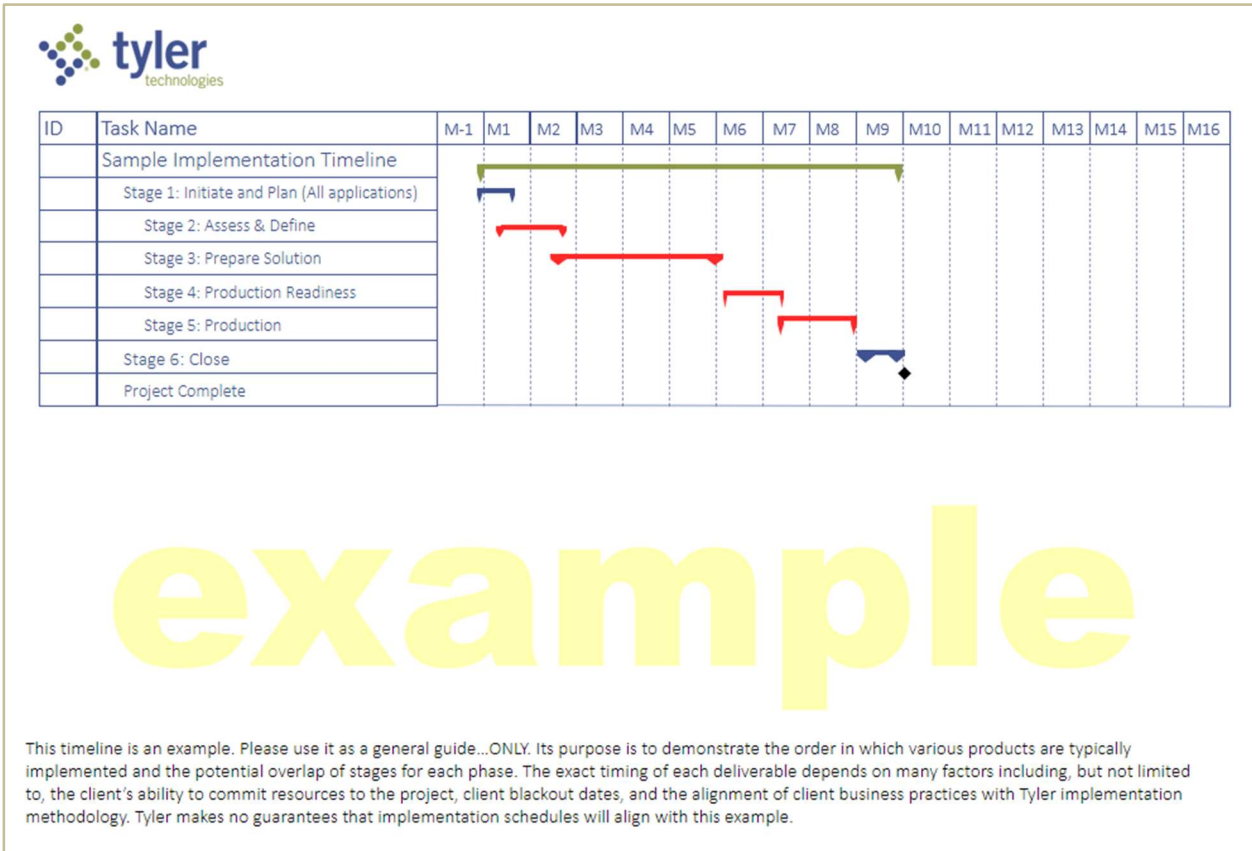 tyler
technologies
ID Task Name M-1 M1 M2 M3 M4 M5 M6 M7 M8 M9 M10 M11 M12 M13 M14 M15 M16
Sample Implementation Timeline
Stage 1: Initiate and Plan (All applications)
Stage 2: Assess & Define
Stage 3: Prepare Solution
Stage 4: Production Readiness
Stage 5: Production
Stage 6: Close
Project Complete
example
This timeline is an example. Please use it as a general guide...ONLY. Its purpose is to demonstrate the order in which various products are typically
implemented and the potential overlap of stages for each phase. The exact timing of each deliverable depends on many factors including, but not limited
to, the client's ability to commit resources to the project, client blackout dates, and the alignment of client business practices with Tyler implementation
methodology. Tyler makes no guarantees that implementation schedules will align with this example.